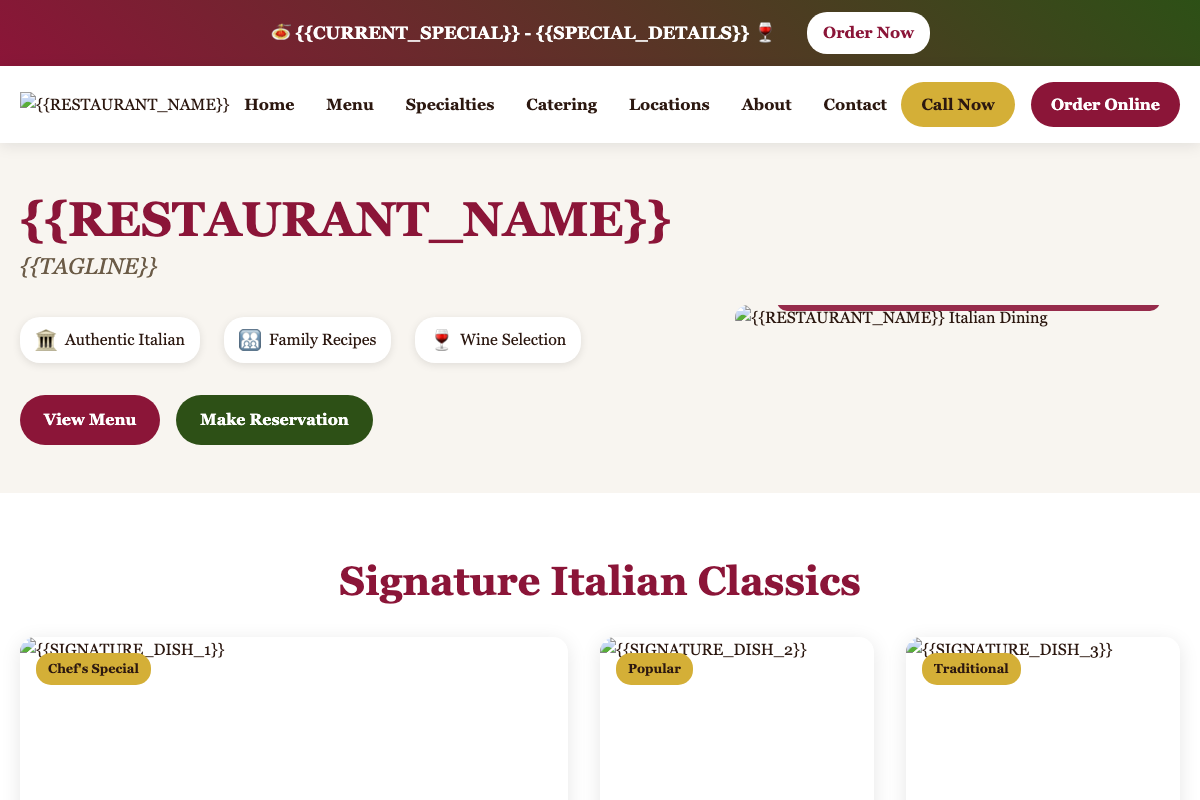 🍝 {{CURRENT_SPECIAL}} - {{SPECIAL_DETAILS}} 🍷 Order Now
{{RESTAURANT_NAME}} Home Menu Specialties Catering Locations About Contact Call Now Order Online
{{RESTAURANT_NAME}}
{{TAGLINE}}
🏛️ Authentic Italian 👨‍👩‍👧‍👦 Family Recipes 🍷 Wine Selection
View Menu Make Reservation
{{RESTAURANT_NAME}} Italian Dining
Signature Italian Classics
{{SIGNATURE_DISH_1}}
Chef's Special
{{SIGNATURE_DISH_2}}
Popular
{{SIGNATURE_DISH_3}}
Traditional